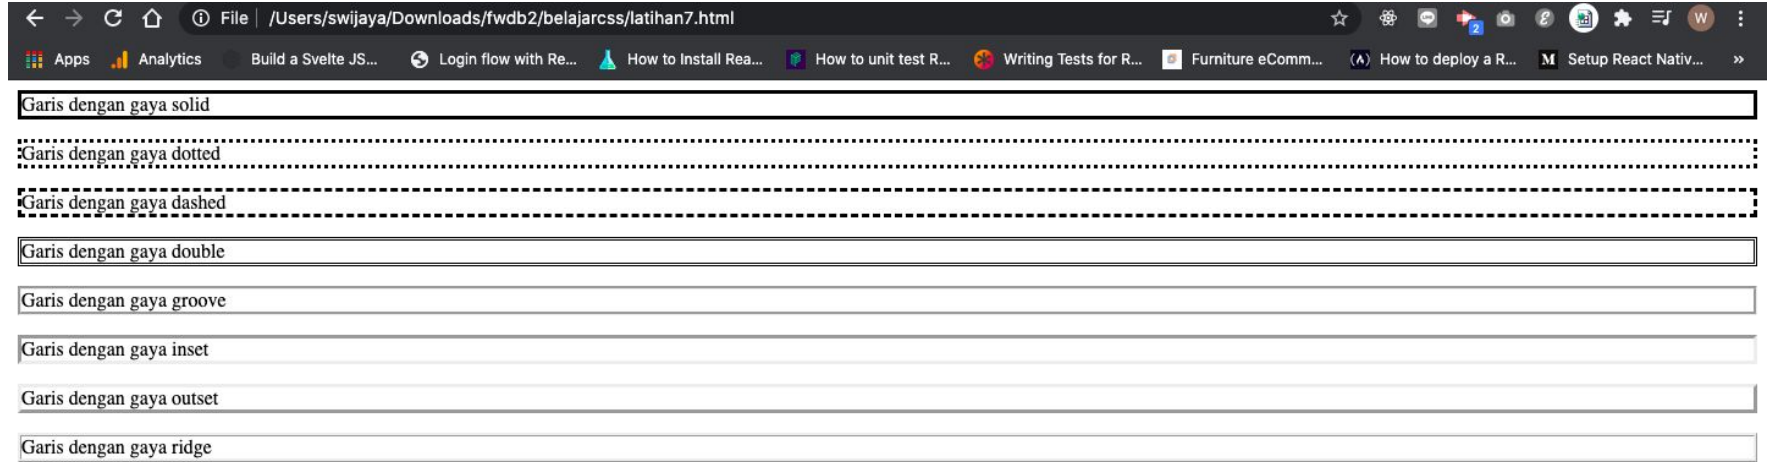 File /Users/swijaya/Downloads/fwdb2/belajarcss/latihan7.html
2 W
Apps Analytics Build a Svelte JS... Login flow with Re... How to Install Rea... How to unit test R... Writing Tests for R... Furniture eComm... How to deploy a R... M Setup React Nativ... »
Garis dengan gaya solid
Garis dengan gaya dotted
Garis dengan gaya dashed
Garis dengan gaya double
Garis dengan gaya groove
Garis dengan gaya inset
Garis dengan gaya outset
Garis dengan gaya ridge